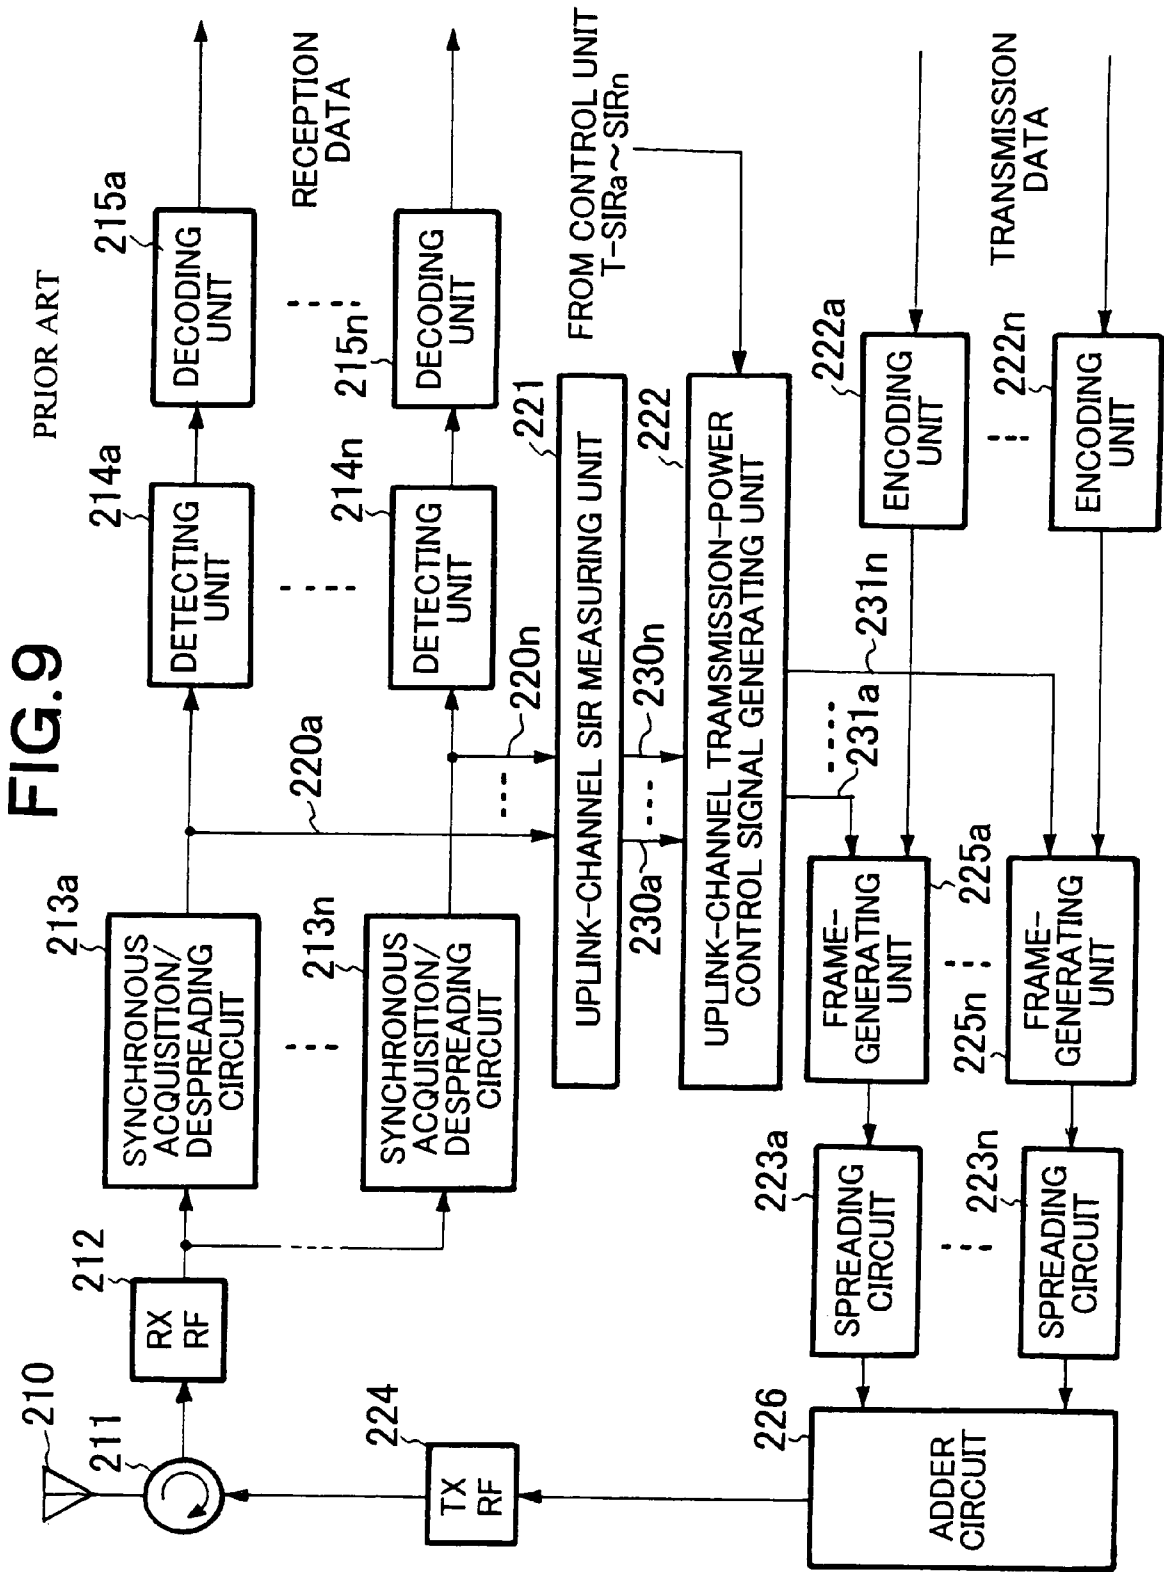 FIG.9
PRIOR ART
210
211
212
RX
RF
213a
SYNCHRONOUS
ACQUISITION/
DESPREADING
CIRCUIT
214a
DETECTING
UNIT
215a
DECODING
UNIT
RECEPTION
DATA
213n
SYNCHRONOUS
ACQUISITION/
DESPREADING
CIRCUIT
214n
DETECTING
UNIT
215n
DECODING
UNIT
220a
220n
221
UPLINK-CHANNEL SIR MEASURING UNIT
FROM CONTROL UNIT
T-SIRa~SIRn
230a
230n
222
UPLINK-CHANNEL TRAMSMISSION-POWER
CONTROL SIGNAL GENERATING UNIT
224
TX
RF
231a
231n
226
ADDER
CIRCUIT
223a
SPREADING
CIRCUIT
225a
FRAME-
GENERATING
UNIT
222a
ENCODING
UNIT
TRANSMISSION
DATA
223n
SPREADING
CIRCUIT
225n
FRAME-
GENERATING
UNIT
222n
ENCODING
UNIT